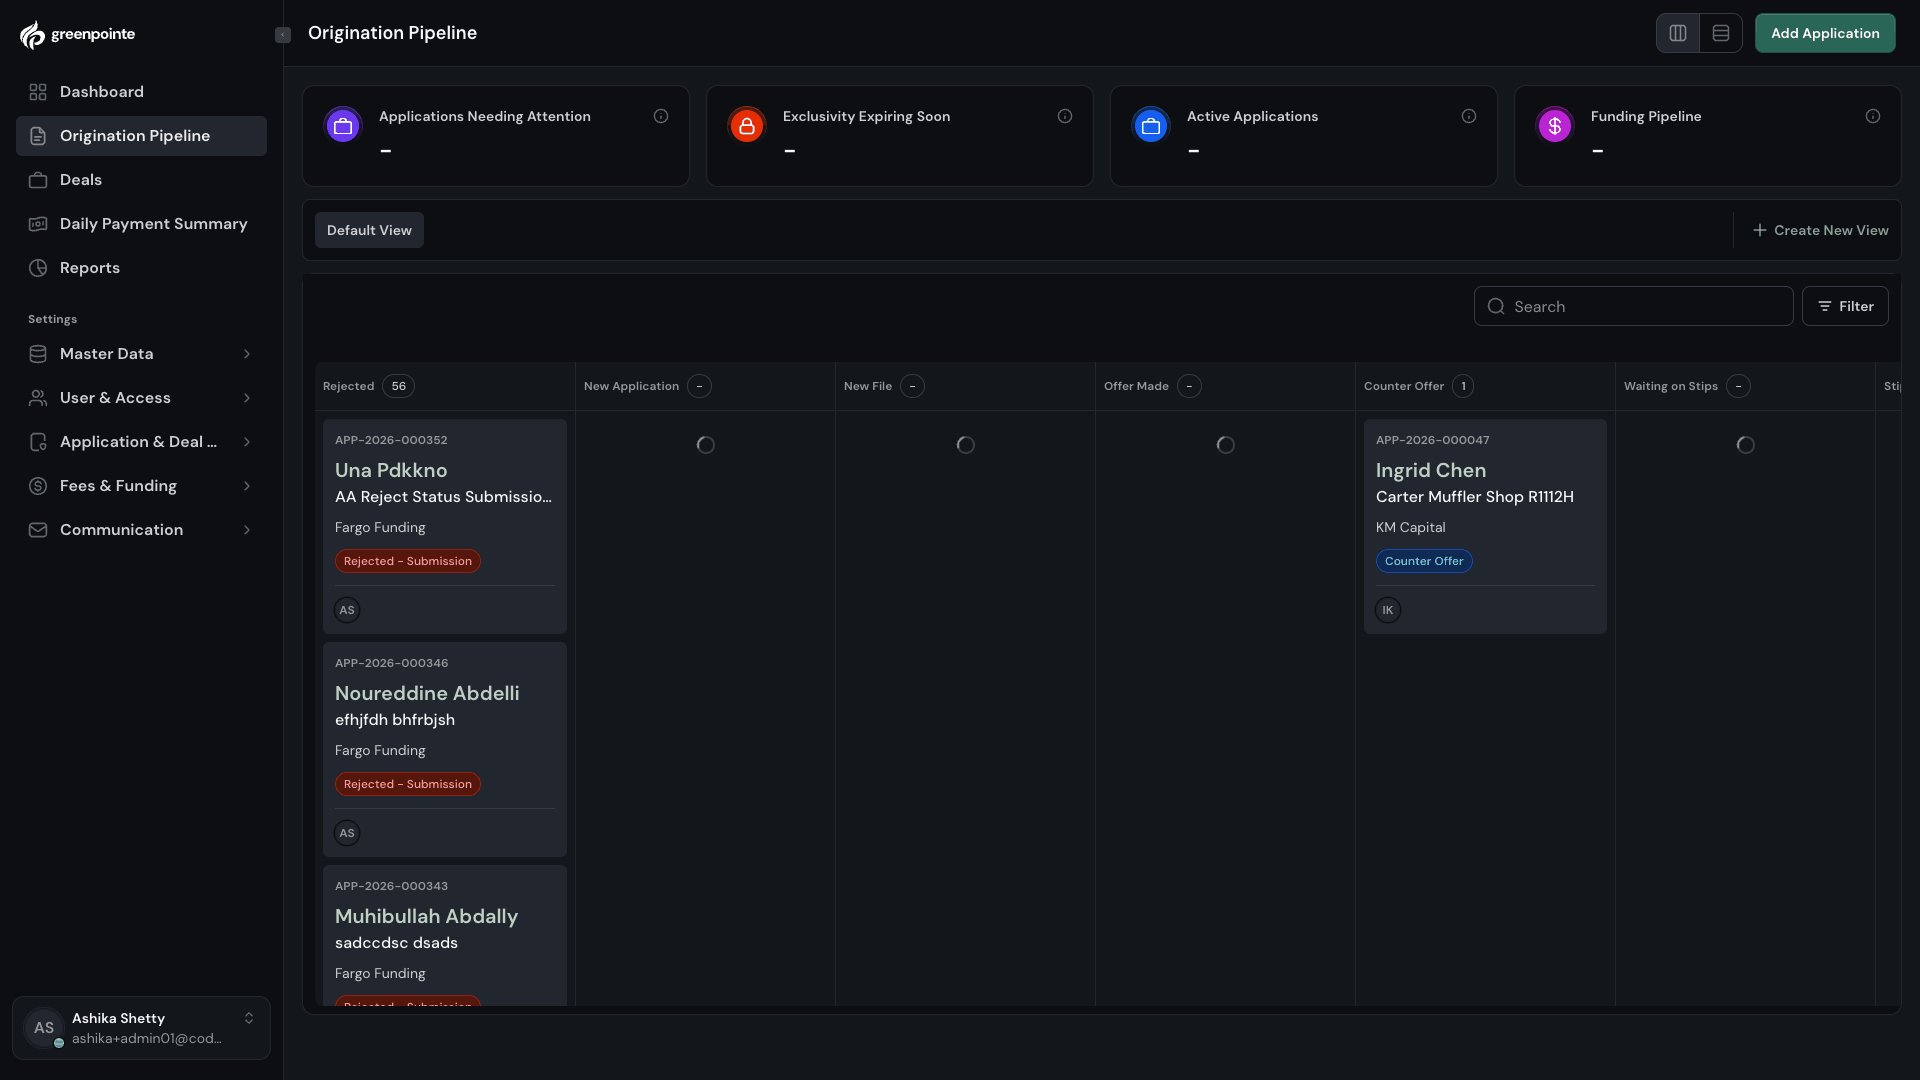 greenpointe
Dashboard
Origination Pipeline
Deals
Daily Payment Summary
Reports
Settings
Master Data
User & Access
Application & Deal ...
Fees & Funding
Communication
AS
Ashika Shetty
ashika+admin01@cod...
Origination Pipeline
Add Application
Applications Needing Attention
–
Exclusivity Expiring Soon
–
Active Applications
–
Funding Pipeline
–
Default View
Create New View
Search
Filter
Rejected 56
APP-2026-000352
Una Pdkkno
AA Reject Status Submissio...
Fargo Funding
Rejected - Submission
AS
APP-2026-000346
Noureddine Abdelli
efhjfdh bhfrbjsh
Fargo Funding
Rejected - Submission
AS
APP-2026-000343
Muhibullah Abdally
sadccdsc dsads
Fargo Funding
Rejected - Submission
New Application -
New File -
Offer Made -
Counter Offer 1
APP-2026-000047
Ingrid Chen
Carter Muffler Shop R1112H
KM Capital
Counter Offer
IK
Waiting on Stips -